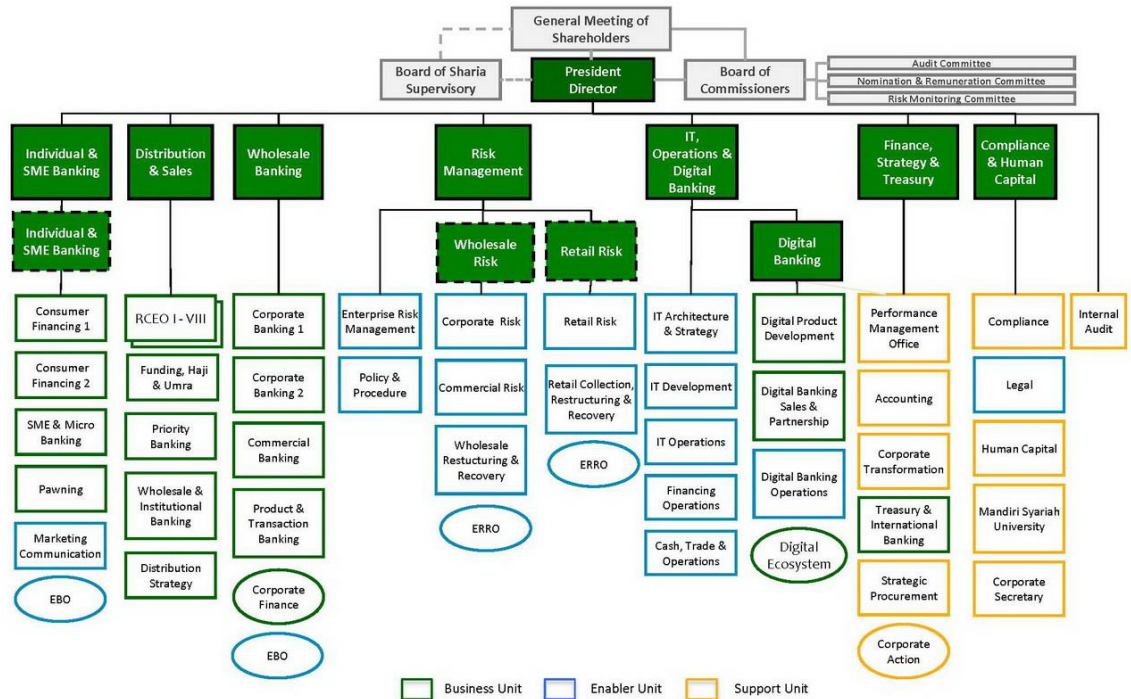 General Meeting of
Shareholders
Board of Sharia
Supervisory
President
Director
Board of
Commissioners
Audit Committee
Nomination & Remuneration Committee
Risk Monitoring Committee
Individual &
SME Banking
Distribution
& Sales
Wholesale
Banking
Risk
Management
IT,
Operations &
Digital
Banking
Finance,
Strategy &
Treasury
Compliance
& Human
Capital
Individual &
SME Banking
Wholesale
Risk
Retail Risk
Digital
Banking
Consumer
Financing 1
Consumer
Financing 2
SME & Micro
Banking
Pawning
Marketing
Communication
EBO
RCEO I - VIII
Funding, Haji
& Umra
Priority
Banking
Wholesale &
Institutional
Banking
Distribution
Strategy
Corporate
Banking 1
Corporate
Banking 2
Commercial
Banking
Product &
Transaction
Banking
Corporate
Finance
EBO
Enterprise Risk
Management
Policy &
Procedure
Corporate Risk
Commercial Risk
Wholesale
Restucturing &
Recovery
ERRO
Retail Risk
Retail Collection,
Restructuring &
Recovery
ERRO
IT Architecture
& Strategy
IT Development
IT Operations
Financing
Operations
Cash, Trade &
Operations
Digital Product
Development
Digital Banking
Sales &
Partnership
Digital Banking
Operations
Digital
Ecosystem
Performance
Management
Office
Accounting
Corporate
Transformation
Treasury &
International
Banking
Strategic
Procurement
Corporate
Action
Compliance
Legal
Human Capital
Mandiri Syariah
University
Corporate
Secretary
Internal
Audit
Business Unit
Enabler Unit
Support Unit